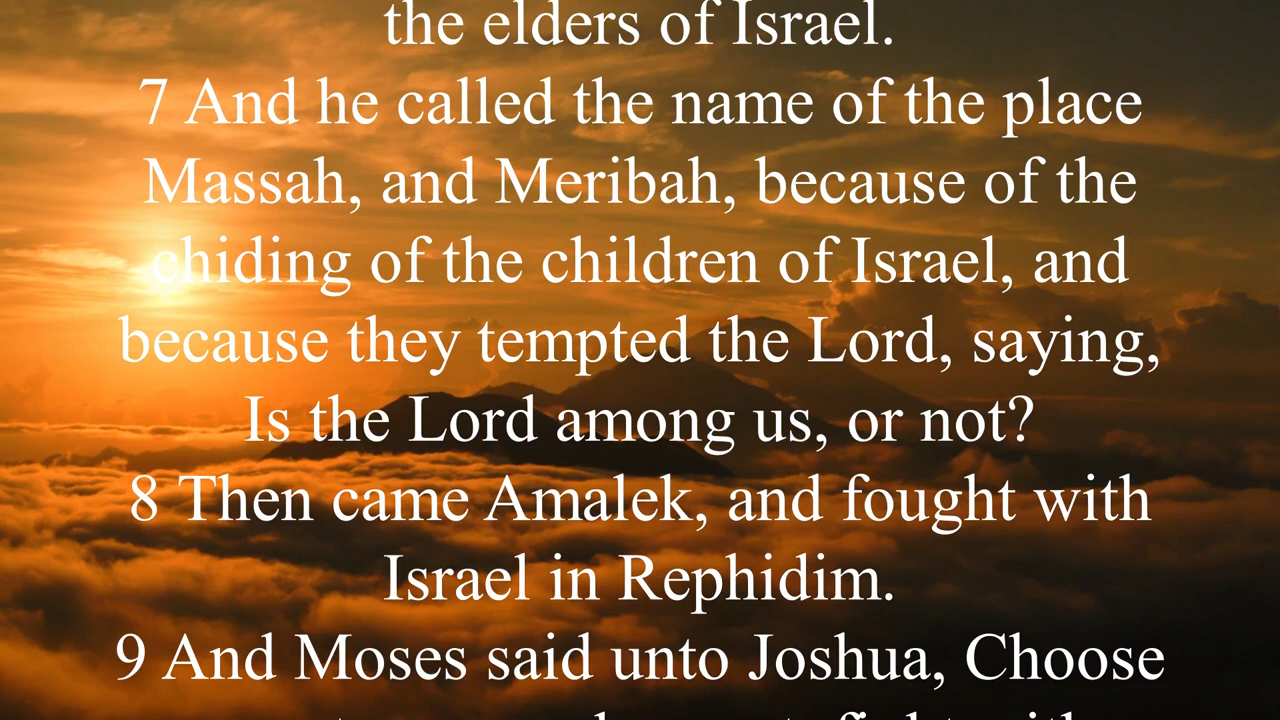 the elders of Israel.
7 And he called the name of the place
Massah, and Meribah, because of the
chiding of the children of Israel, and
because they tempted the Lord, saying,
Is the Lord among us, or not?
8 Then came Amalek, and fought with
Israel in Rephidim.
9 And Moses said unto Joshua, Choose